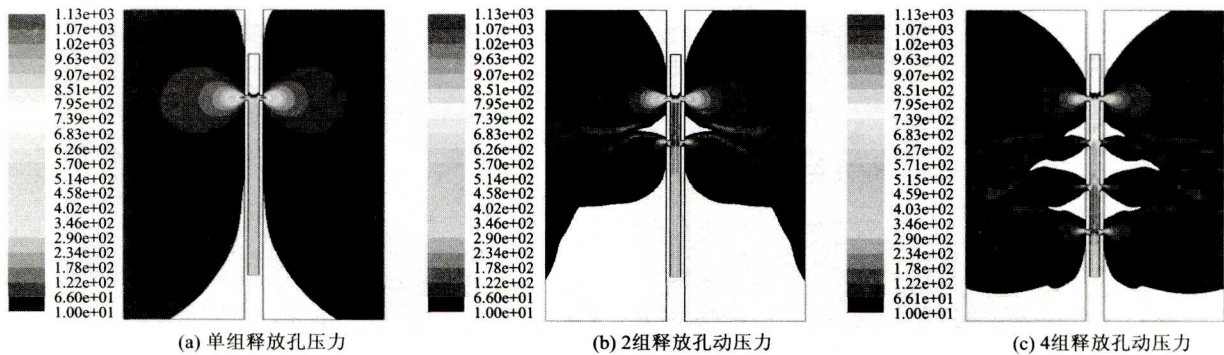 1.13e+03
1.07e+03
1.02e+03
9.63e+02
9.07e+02
8.51e+02
7.95e+02
7.39e+02
6.83e+02
6.26e+02
5.70e+02
5.14e+02
4.58e+02
4.02e+02
3.46e+02
2.90e+02
2.34e+02
1.78e+02
1.22e+02
6.60e+01
1.00e+01
(a) 单组释放孔压力
1.13e+03
1.07e+03
1.02e+03
9.63e+02
9.07e+02
8.51e+02
7.95e+02
7.39e+02
6.83e+02
6.26e+02
5.70e+02
5.14e+02
4.58e+02
4.02e+02
3.46e+02
2.90e+02
2.34e+02
1.78e+02
1.22e+02
6.60e+01
1.00e+01
(b) 2组释放孔动压力
1.13e+03
1.07e+03
1.02e+03
9.63e+02
9.07e+02
8.51e+02
7.95e+02
7.39e+02
6.83e+02
6.27e+02
5.71e+02
5.15e+02
4.59e+02
4.03e+02
3.46e+02
2.90e+02
2.34e+02
1.78e+02
1.22e+02
6.61e+01
1.00e+01
(c) 4组释放孔动压力